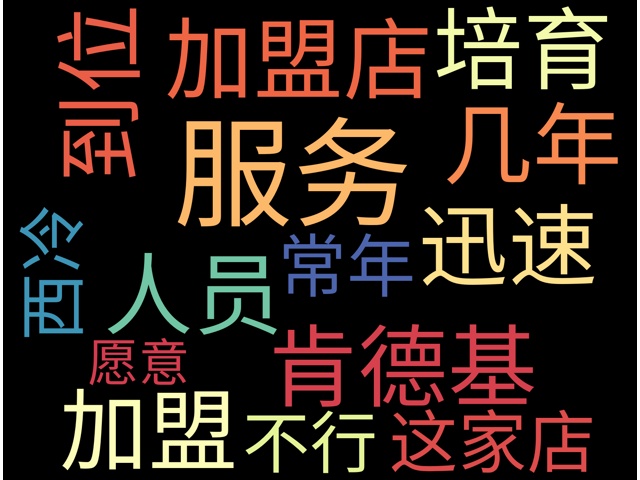 到位
加盟店
培育
服务
几年
西冷
人员
常年
迅速
愿意
肯德基
加盟
不行
这家店